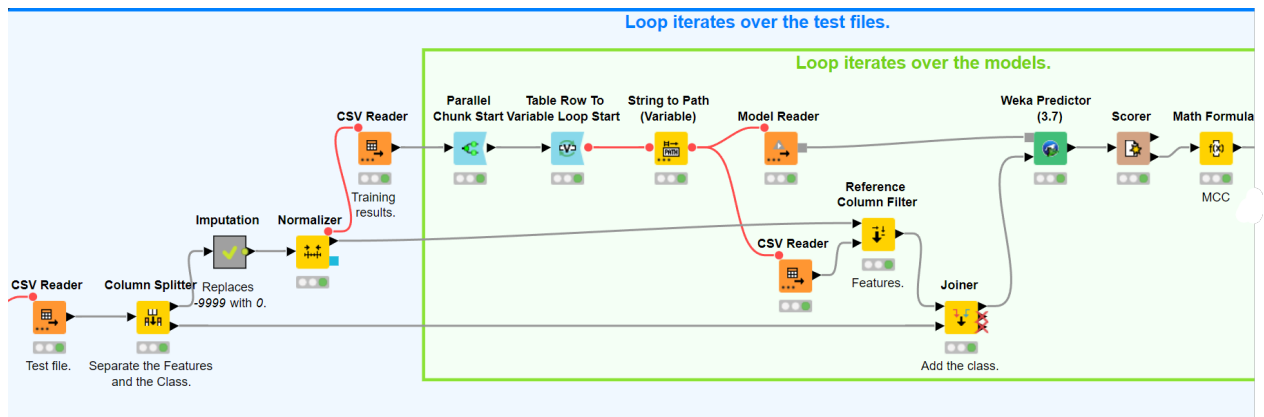 Loop iterates over the test files.
Loop iterates over the models.
CSV Reader
Training
results.
Parallel
Chunk Start
Table Row To
Variable Loop Start
String to Path
(Variable)
PATH
Model Reader
Weka Predictor
(3.7)
Scorer
Math Formula
f(x)
MCC
Imputation
Replaces
-9999 with 0.
Normalizer
Reference
Column Filter
Features.
CSV Reader
CSV Reader
Test file.
Column Splitter
Separate the Features
and the Class.
Joiner
Add the class.